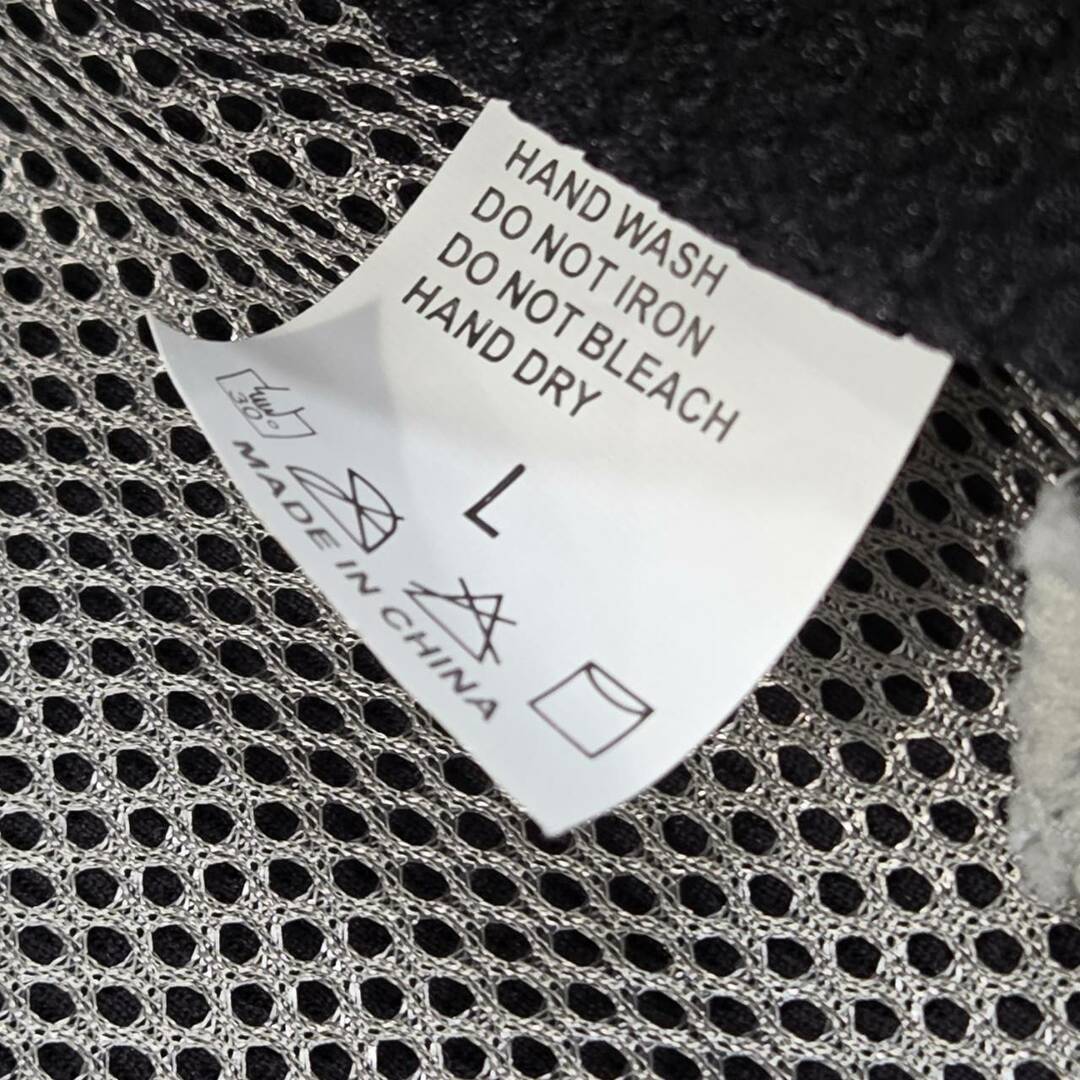 HAND WASH
DO NOT IRON
DO NOT BLEACH
HAND DRY
L
30°
MADE IN CHINA